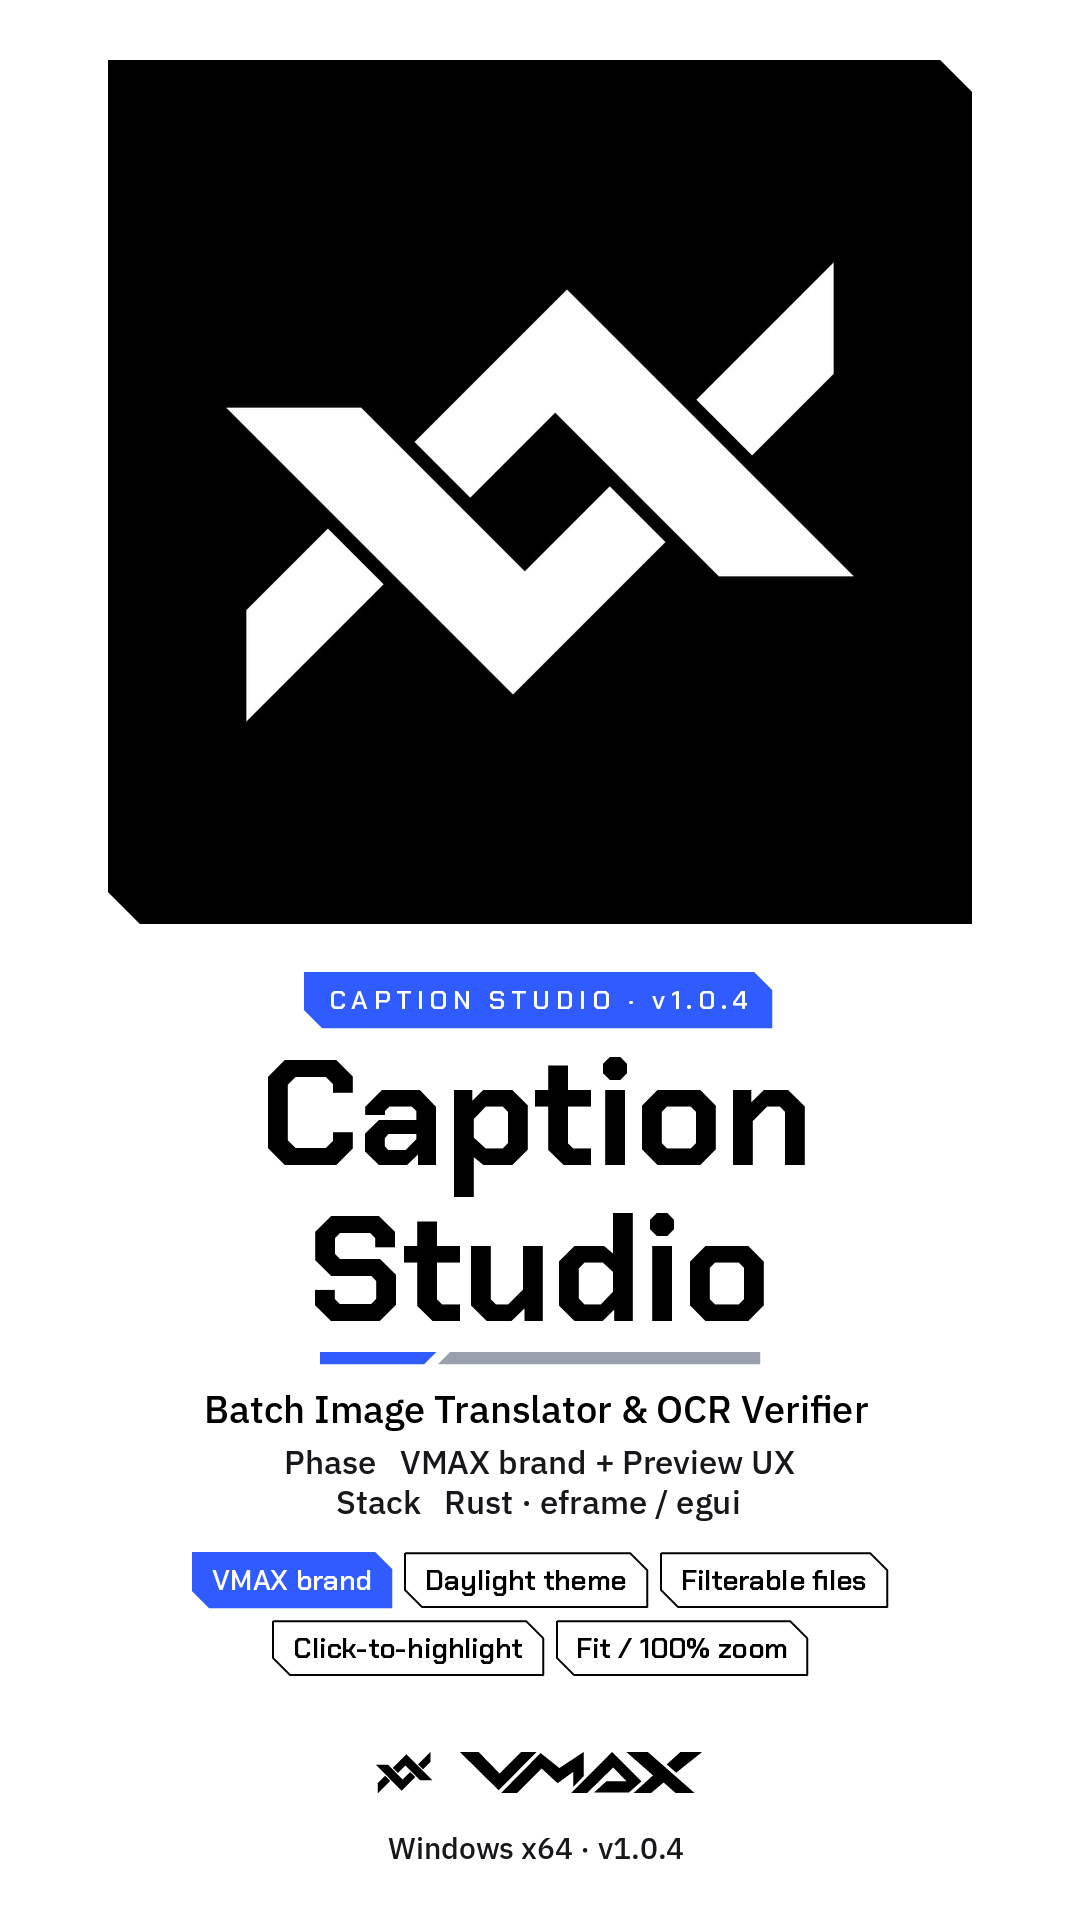 CAPTION STUDIO · v1.0.4
Caption
Studio
Batch Image Translator & OCR Verifier
Phase VMAX brand + Preview UX
Stack Rust · eframe / egui
VMAX brand Daylight theme Filterable files
Click-to-highlight Fit / 100% zoom
VMAX
Windows x64 · v1.0.4